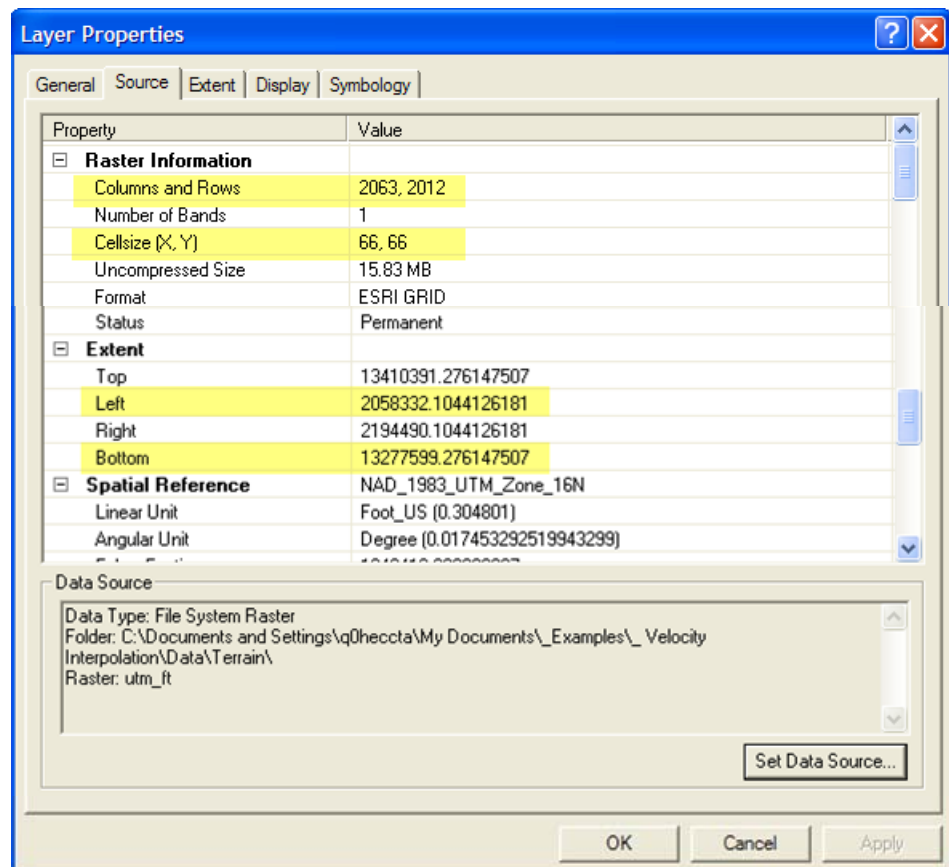 Layer Properties
General Source Extent Display Symbology
Property Value
Raster Information
Columns and Rows 2063, 2012
Number of Bands 1
Cellsize (X, Y) 66, 66
Uncompressed Size 15.83 MB
Format ESRI GRID
Status Permanent
Extent
Top 13410391.276147507
Left 2058332.1044126181
Right 2194490.1044126181
Bottom 13277599.276147507
Spatial Reference NAD_1983_UTM_Zone_16N
Linear Unit Foot_US (0.304801)
Angular Unit Degree (0.017453292519943299)
Data Source
Data Type: File System Raster
Folder: C:\Documents and Settings\q0heccta\My Documents\_Examples\_ Velocity
Interpolation\Data\Terrain\
Raster: utm_ft
Set Data Source...
OK Cancel Apply